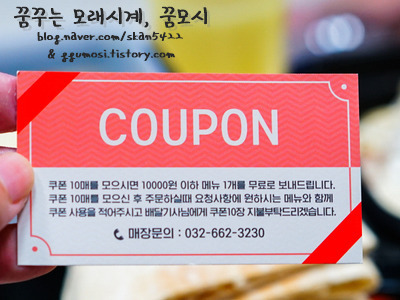 꿈꾸는 모래시계, 꿈모시
blog.naver.com/skan5422
& ggumosi.tistory.com
COUPON
쿠폰 10매를 모으시면 10000원 이하 메뉴 1개를 무료로 보내드립니다.
쿠폰 10매를 모으신 후 주문하실때 요청사항에 원하시는 메뉴와 함께
쿠폰 사용을 적어주시고 배달기사님에게 쿠폰10장 지불부탁드리겠습니다.
매장문의 : 032-662-3230